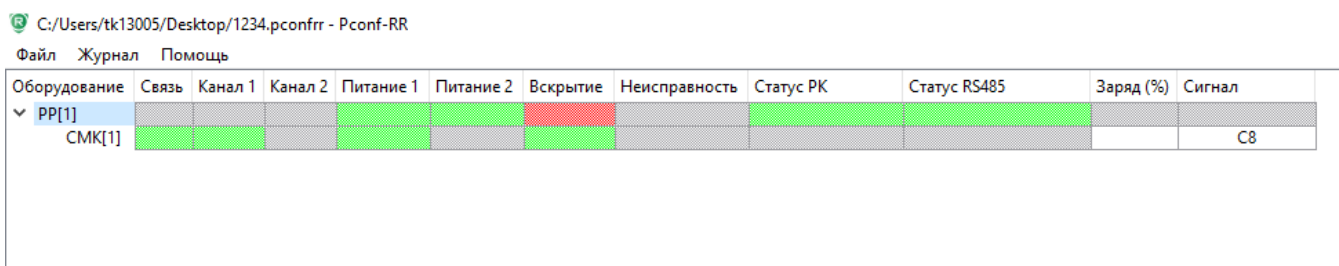 C:/Users/tk13005/Desktop/1234.pconfrr - Pconf-RR
Файл Журнал Помощь
Оборудование Связь Канал 1 Канал 2 Питание 1 Питание 2 Вскрытие Неисправность Статус РК Статус RS485 Заряд (%) Сигнал
РР[1]
СМК[1] C8